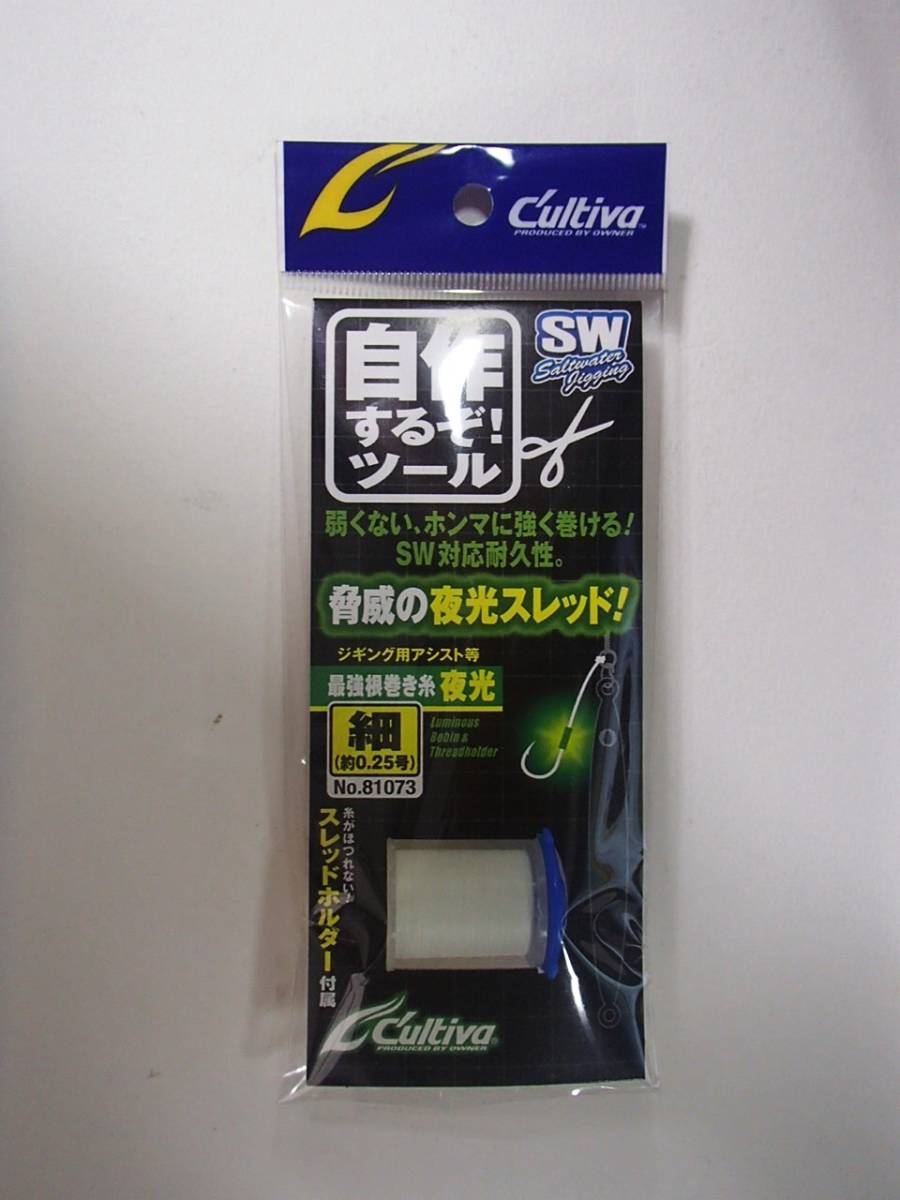 C'ultiva™
PRODUCED BY OWNER
自作
するぞ!
ツール
SW
Saltwater
Jigging
弱くない、ホンマに強く巻ける!
SW対応耐久性。
脅威の夜光スレッド!
ジギング用アシスト等
最強根巻き糸 夜光
細
(約0.25号)
No.81073
Luminous
Bobin &
Threadholder
糸がほつれない!
スレッドホルダー付属
C'ultiva®
PRODUCED BY OWNER